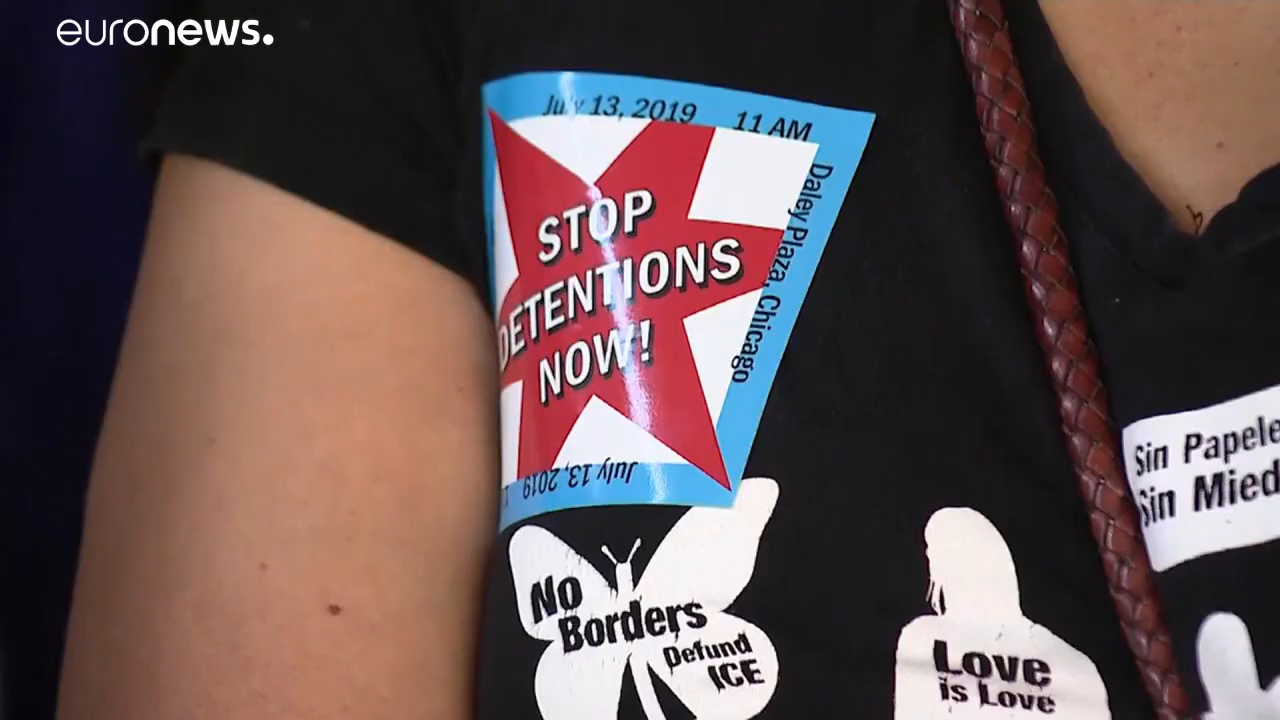 euronews.
July 13, 2019 11 AM
Daley Plaza, Chicago
STOP
DETENTIONS
NOW!
July 13, 2019
No
Borders
Defund
ICE
Love
is Love
Sin Papele
Sin Mied